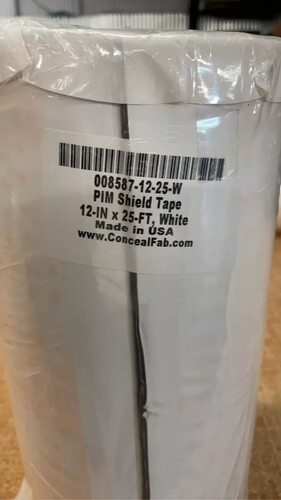 008587-12-25-W
PIM Shield Tape
12-IN x 25-FT, White
Made in USA
www.ConcealFab.com